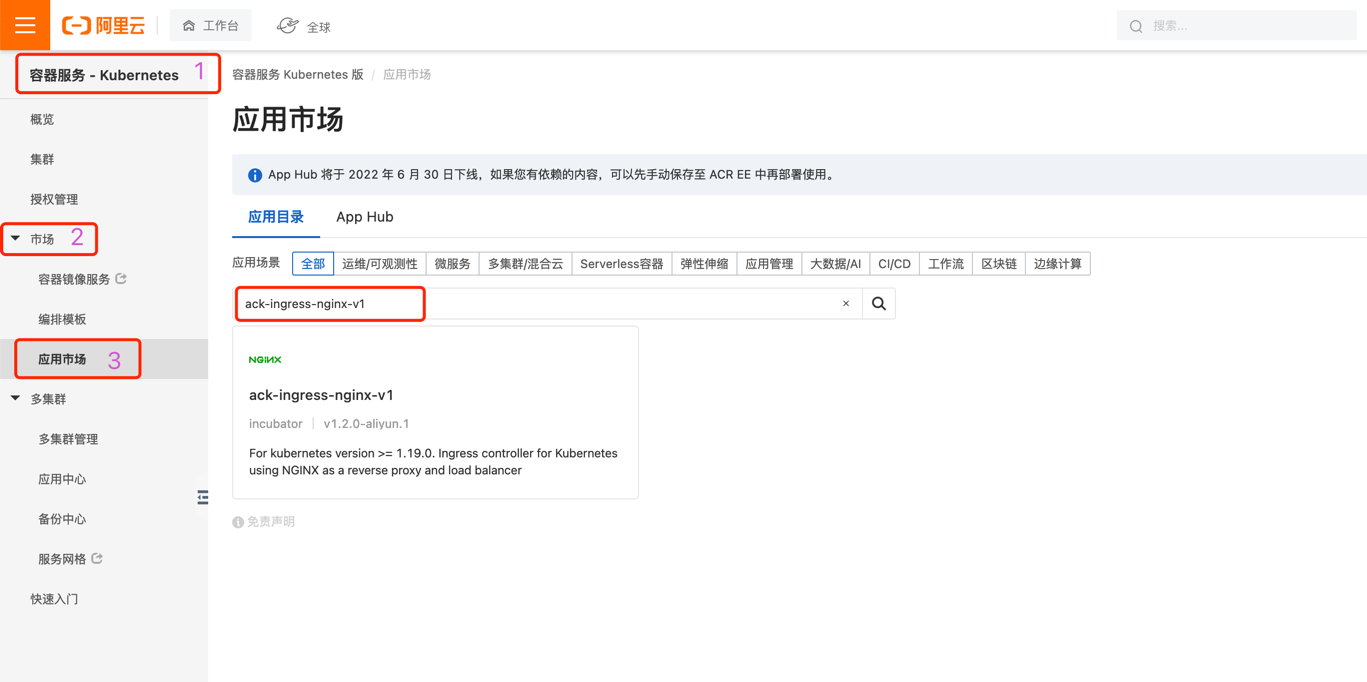 阿里云
工作台
全球
搜索...
容器服务 - Kubernetes 1
概览
集群
授权管理
市场 2
容器镜像服务
编排模板
应用市场 3
多集群
多集群管理
应用中心
备份中心
服务网格
快速入门
容器服务 Kubernetes 版 / 应用市场
应用市场
App Hub 将于 2022 年 6 月 30 日下线，如果您有依赖的内容，可以先手动保存至 ACR EE 中再部署使用。
应用目录 App Hub
应用场景 全部 运维/可观测性 微服务 多集群/混合云 Serverless容器 弹性伸缩 应用管理 大数据/AI CI/CD 工作流 区块链 边缘计算
ack-ingress-nginx-v1 ×
NGINX
ack-ingress-nginx-v1
incubator | v1.2.0-aliyun.1
For kubernetes version >= 1.19.0. Ingress controller for Kubernetes
using NGINX as a reverse proxy and load balancer
免责声明